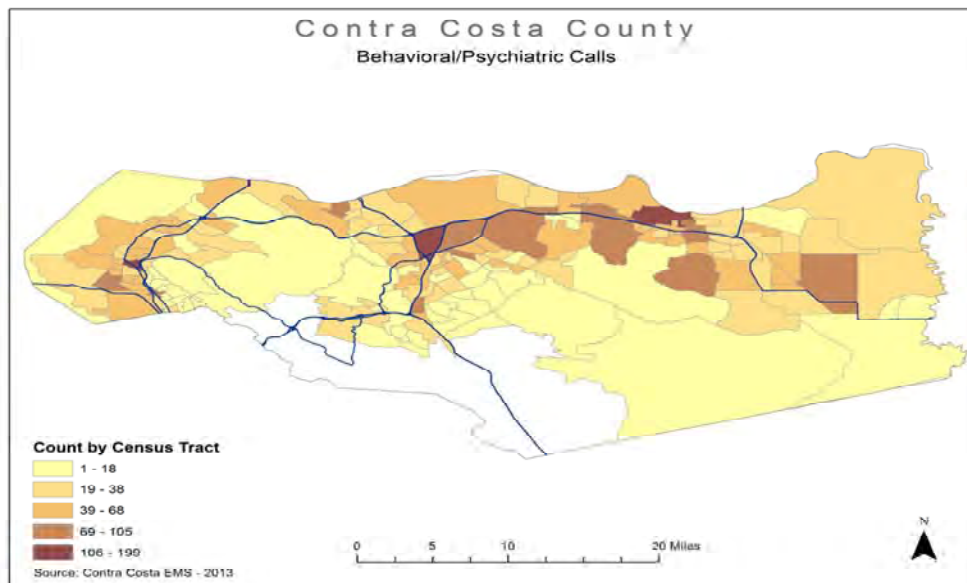 Contra Costa County
Behavioral/Psychiatric Calls
Count by Census Tract
1 - 18
19 - 38
39 - 68
69 - 105
106 - 199
Source: Contra Costa EMS - 2013
0 5 10 20 Miles
N